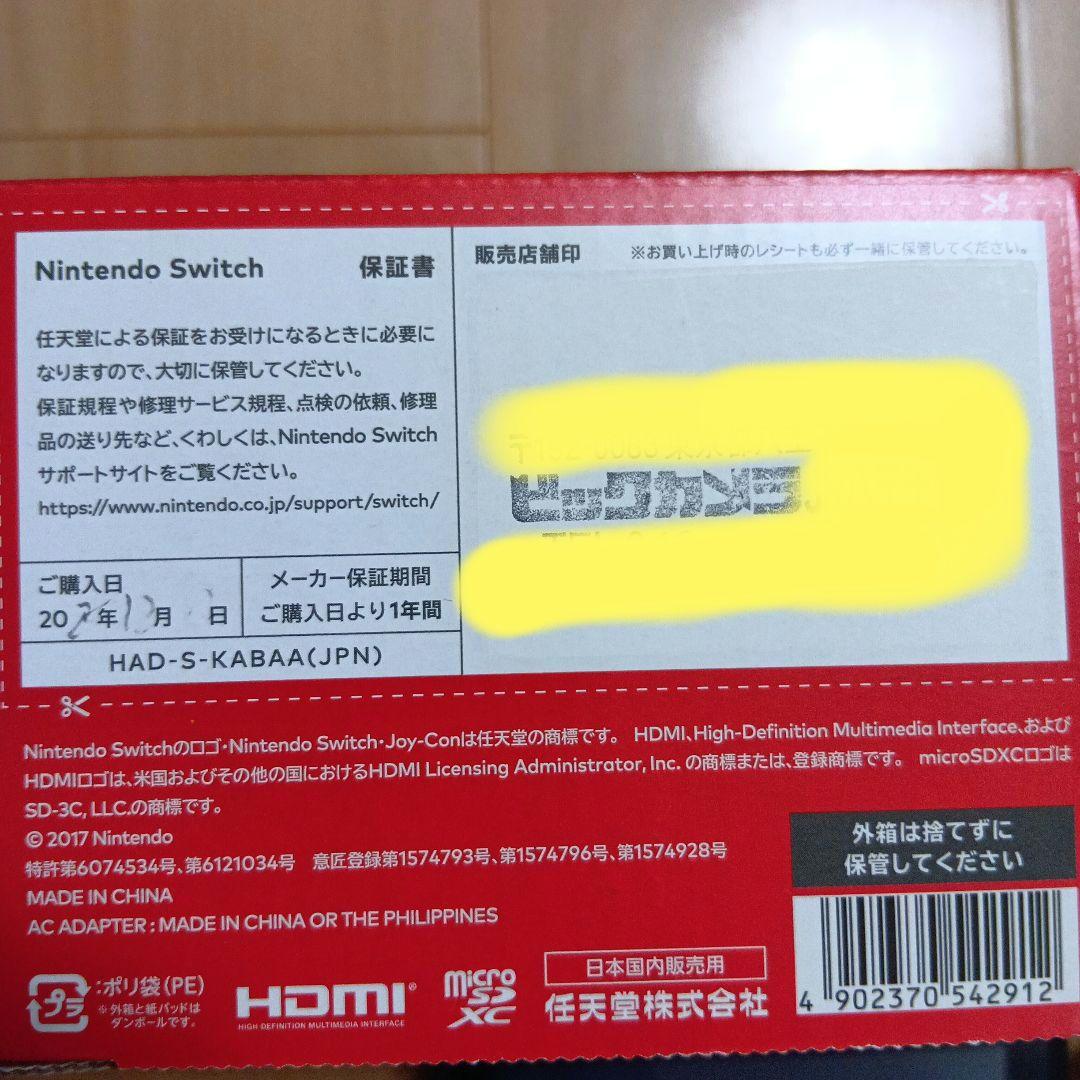 Nintendo Switch 保証書
任天堂による保証をお受けになるときに必要に
なりますので、大切に保管してください。
保証規程や修理サービス規程、点検の依頼、修理
品の送り先など、くわしくは、Nintendo Switch
サポートサイトをご覧ください。
https://www.nintendo.co.jp/support/switch/
ご購入日
20 年 月 日
メーカー保証期間
ご購入日より1年間
HAD-S-KABAA(JPN)
販売店舗印 ※お買い上げ時のレシートも必ず一緒に保管してください。
ビックカメラ
Nintendo Switchのロゴ・Nintendo Switch・Joy-Conは任天堂の商標です。 HDMI、High-Definition Multimedia Interface、および
HDMIロゴは、米国およびその他の国におけるHDMI Licensing Administrator, Inc. の商標または、登録商標です。 microSDXCロゴは
SD-3C, LLC.の商標です。
© 2017 Nintendo
特許第6074534号、第6121034号 意匠登録第1574793号、第1574796号、第1574928号
MADE IN CHINA
AC ADAPTER : MADE IN CHINA OR THE PHILIPPINES
外箱は捨てずに
保管してください
プラ
:ポリ袋(PE)
※外箱と紙パッドは
ダンボールです。
HDMI®
HIGH DEFINITION MULTIMEDIA INTERFACE
micro
SD
XC
日本国内販売用
任天堂株式会社
4 902370 542912